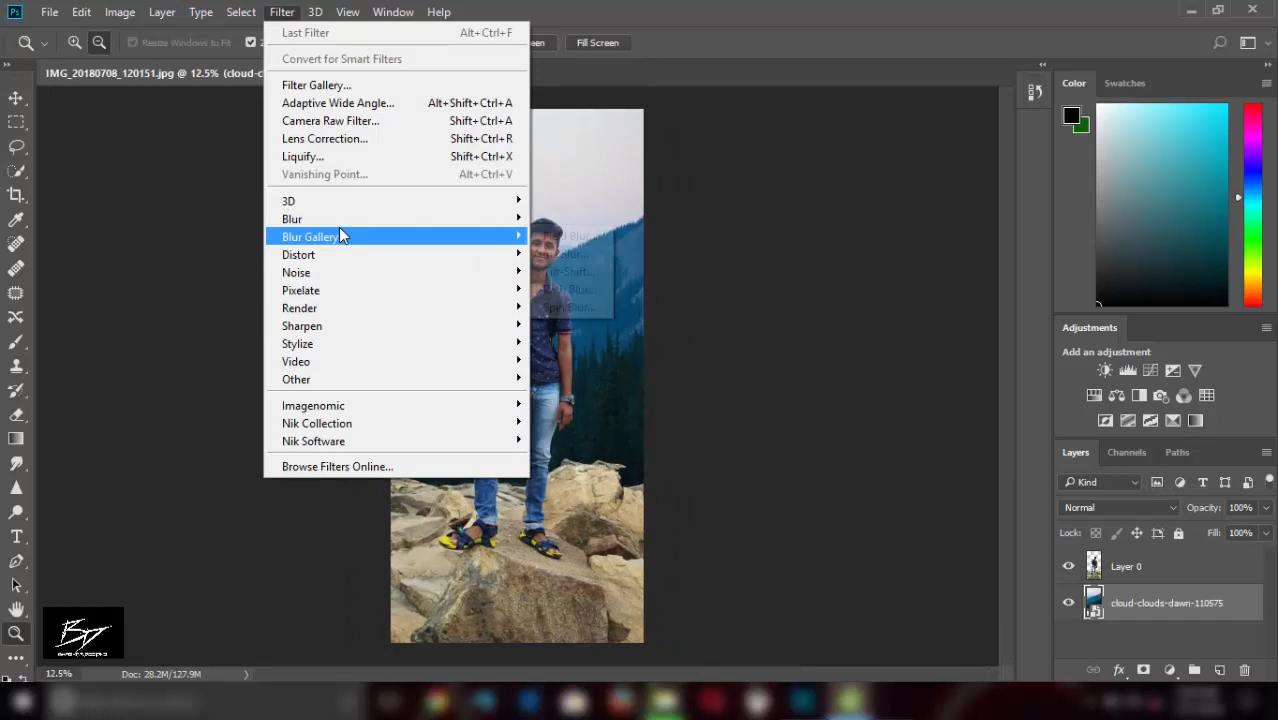 Ps File Edit Image Layer Type Select Filter 3D View Window Help
Resize Windows to Fit
Fill Screen
IMG_20180708_120151.jpg @ 12.5%
Last Filter Alt+Ctrl+F
Convert for Smart Filters
Filter Gallery...
Adaptive Wide Angle... Alt+Shift+Ctrl+A
Camera Raw Filter... Shift+Ctrl+A
Lens Correction... Shift+Ctrl+R
Liquify... Shift+Ctrl+X
Vanishing Point... Alt+Ctrl+V
3D
Blur
Blur Gallery
Distort
Noise
Pixelate
Render
Sharpen
Stylize
Video
Other
Imagenomic
Nik Collection
Nik Software
Browse Filters Online...
Spin Blur...
Color Swatches
Adjustments
Add an adjustment
Layers Channels Paths
Kind
Normal Opacity: 100%
Lock: Fill: 100%
Layer 0
cloud-clouds-dawn-110575
12.5% Doc: 28.2M/127.9M